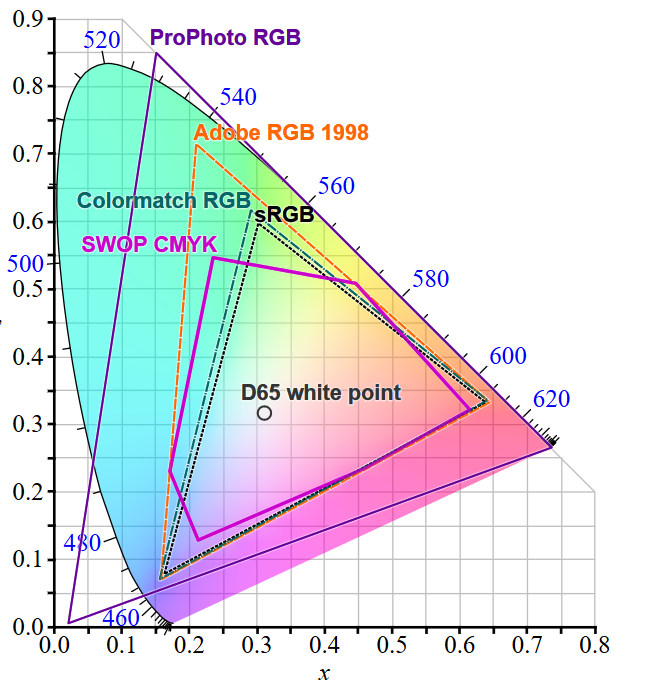 0.9
ProPhoto RGB
520
0.8
540
Adobe RGB 1998
0.7
560
Colormatch RGB
sRGB
0.6
SWOP CMYK
500
580
0.5
0.4
600
D65 white point
620
0.3
0.2
480
0.1
460
0.0
0.0 0.1 0.2 0.3 0.4 0.5 0.6 0.7 0.8
x